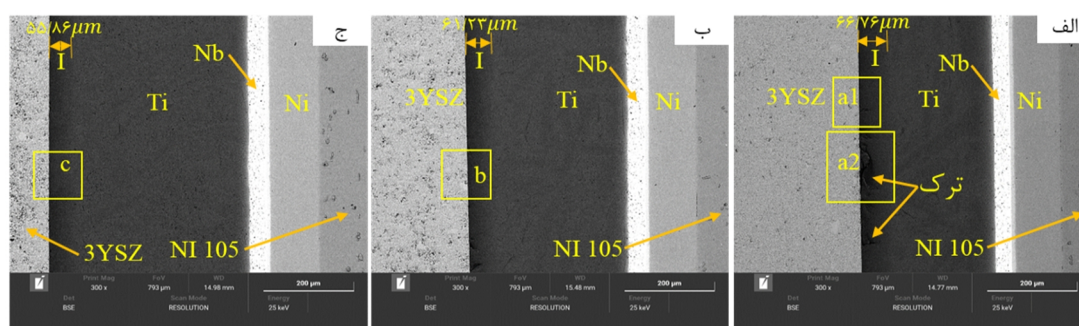 الف
۶۶/۷۶µm
I
Nb
3YSZ
a1
Ti
Ni
a2
ترک
NI 105
Print Mag FoV WD
300 x 793 µm 14.77 mm
200 µm
Det Scan Mode Energy
BSE RESOLUTION 25 keV
ب
۶۱/۲۳µm
I
Nb
3YSZ
Ti
Ni
b
NI 105
Print Mag FoV WD
300 x 793 µm 15.48 mm
200 µm
Det Scan Mode Energy
BSE RESOLUTION 25 keV
ج
۵۵/۸۶µm
I
Nb
Ti
Ni
c
3YSZ
NI 105
Print Mag FoV WD
300 x 793 µm 14.98 mm
200 µm
Det Scan Mode Energy
BSE RESOLUTION 25 keV